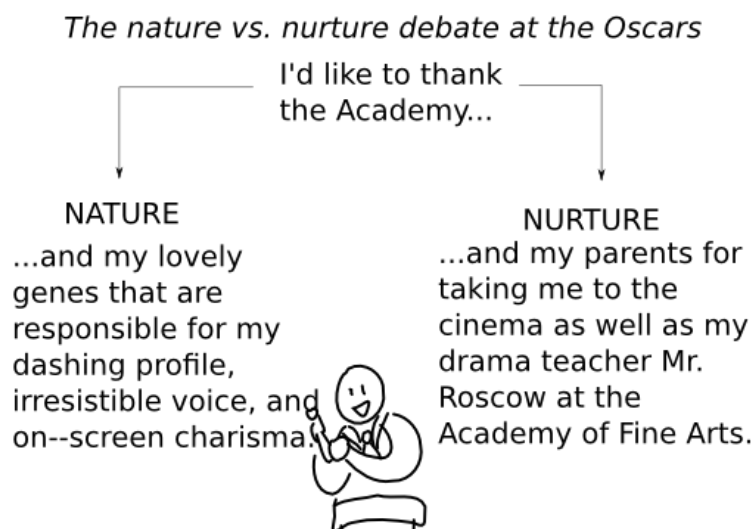 The nature vs. nurture debate at the Oscars
I'd like to thank
the Academy...
NATURE
...and my lovely
genes that are
responsible for my
dashing profile,
irresistible voice, and
on--screen charisma.
NURTURE
...and my parents for
taking me to the
cinema as well as my
drama teacher Mr.
Roscow at the
Academy of Fine Arts.